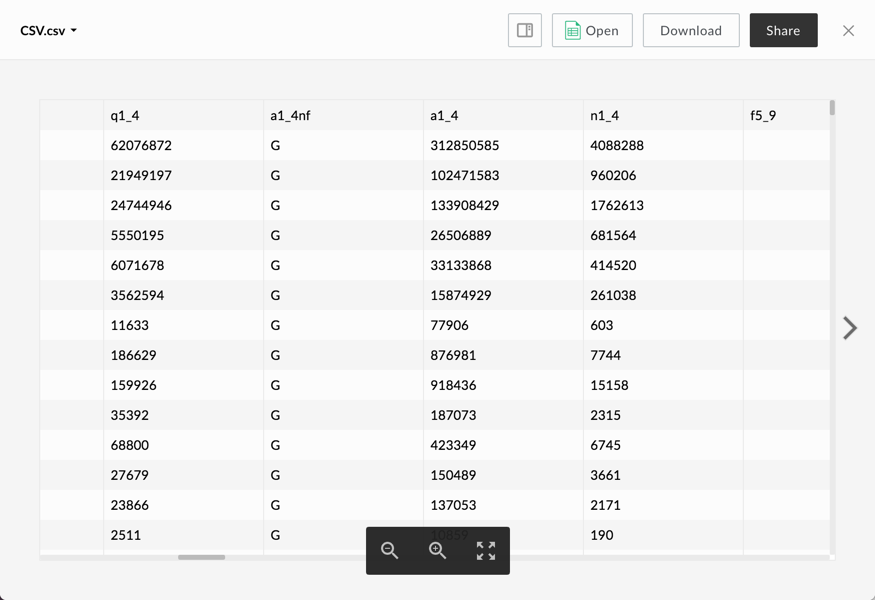 CSV.csv Open Download Share
q1_4 a1_4nf a1_4 n1_4 f5_9
62076872 G 312850585 4088288
21949197 G 102471583 960206
24744946 G 133908429 1762613
5550195 G 26506889 681564
6071678 G 33133868 414520
3562594 G 15874929 261038
11633 G 77906 603
186629 G 876981 7744
159926 G 918436 15158
35392 G 187073 2315
68800 G 423349 6745
27679 G 150489 3661
23866 G 137053 2171
2511 G 10859 190